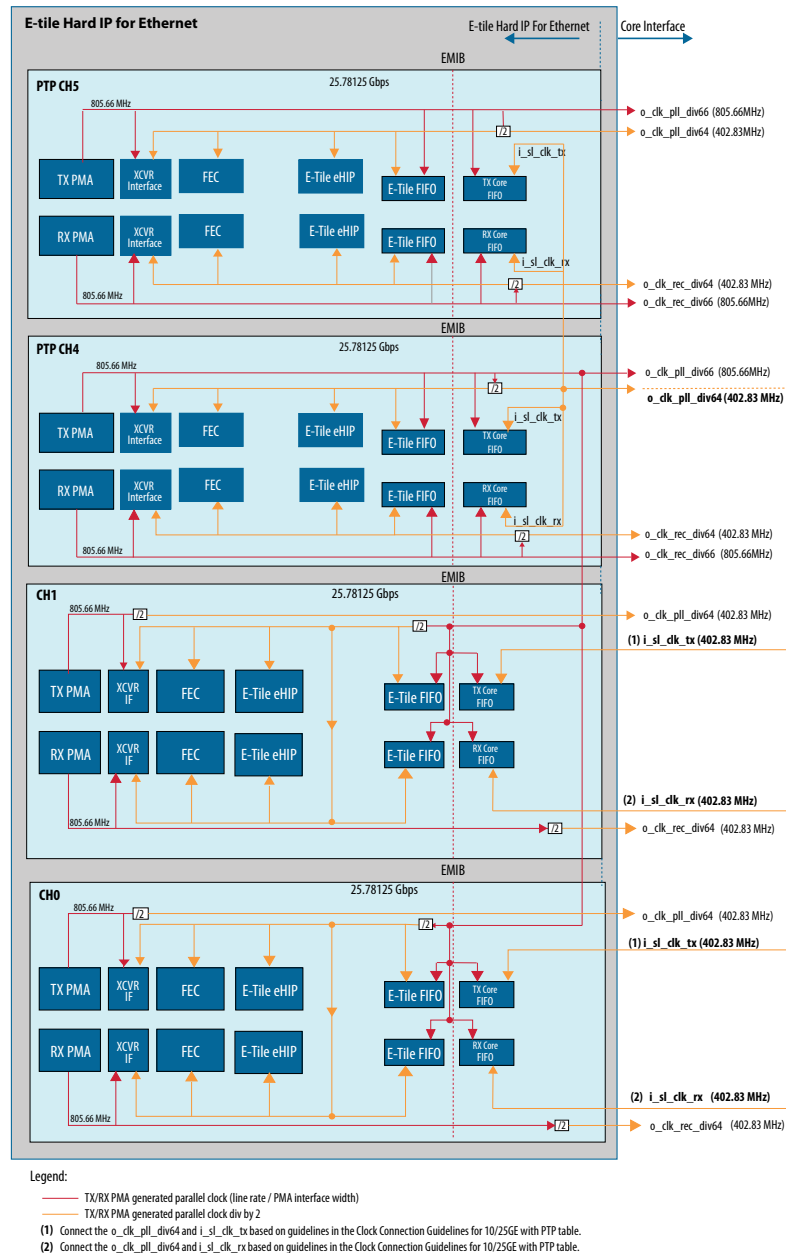 E-tile Hard IP for Ethernet
E-tile Hard IP For Ethernet
Core Interface
EMIB
PTP CH5
25.78125 Gbps
805.66 MHz
o_clk_pll_div66 (805.66MHz)
/2
o_clk_pll_div64 (402.83MHz)
i_sl_clk_tx
TX PMA
XCVR
Interface
FEC
E-Tile eHIP
E-Tile FIFO
TX Core
FIFO
RX PMA
XCVR
Interface
FEC
E-Tile eHIP
E-Tile FIFO
RX Core
FIFO
i_sl_clk_rx
/2
o_clk_rec_div64 (402.83 MHz)
805.66 MHz
o_clk_rec_div66 (805.66MHz)
EMIB
PTP CH4
25.78125 Gbps
805.66 MHz
o_clk_pll_div66 (805.66MHz)
/2
o_clk_pll_div64 (402.83 MHz)
i_sl_clk_tx
TX PMA
XCVR
Interface
FEC
E-Tile eHIP
E-Tile FIFO
TX Core
FIFO
RX PMA
XCVR
Interface
FEC
E-Tile eHIP
E-Tile FIFO
RX Core
FIFO
i_sl_clk_rx
/2
o_clk_rec_div64 (402.83 MHz)
805.66 MHz
o_clk_rec_div66 (805.66MHz)
EMIB
CH1
25.78125 Gbps
805.66 MHz
/2
o_clk_pll_div64 (402.83 MHz)
/2
(1) i_sl_clk_tx (402.83 MHz)
TX PMA
XCVR
IF
FEC
E-Tile eHIP
E-Tile FIFO
TX Core
FIFO
RX PMA
XCVR
IF
FEC
E-Tile eHIP
E-Tile FIFO
RX Core
FIFO
(2) i_sl_clk_rx (402.83 MHz)
805.66 MHz
/2
o_clk_rec_div64 (402.83 MHz)
EMIB
CH0
25.78125 Gbps
805.66 MHz
/2
o_clk_pll_div64 (402.83 MHz)
/2
(1) i_sl_clk_tx (402.83 MHz)
TX PMA
XCVR
IF
FEC
E-Tile eHIP
E-Tile FIFO
TX Core
FIFO
RX PMA
XCVR
IF
FEC
E-Tile eHIP
E-Tile FIFO
RX Core
FIFO
(2) i_sl_clk_rx (402.83 MHz)
805.66 MHz
/2
o_clk_rec_div64 (402.83 MHz)
Legend:
TX/RX PMA generated parallel clock (line rate / PMA interface width)
TX/RX PMA generated parallel clock div by 2
(1) Connect the o_clk_pll_div64 and i_sl_clk_tx based on guidelines in the Clock Connection Guidelines for 10/25GE with PTP table.
(2) Connect the o_clk_pll_div64 and i_sl_clk_rx based on guidelines in the Clock Connection Guidelines for 10/25GE with PTP table.